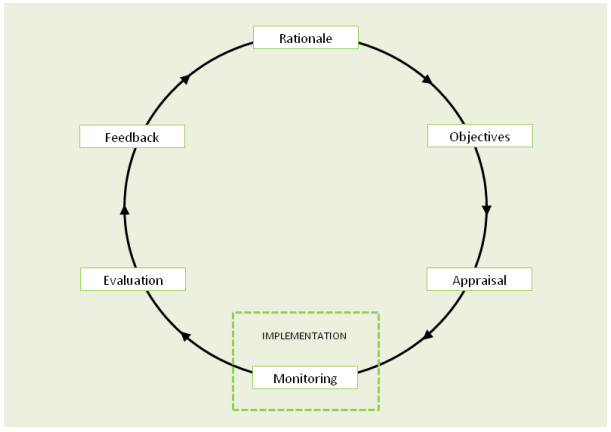 Rationale
Objectives
Appraisal
IMPLEMENTATION
Monitoring
Evaluation
Feedback